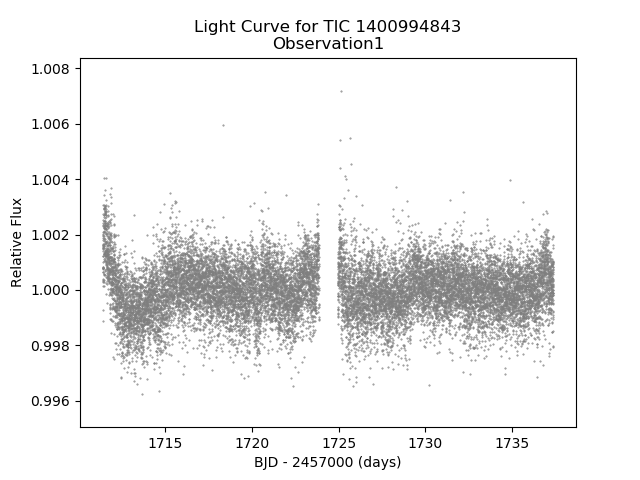 Light Curve for TIC 1400994843
Observation1
1.008
1.006
1.004
1.002
1.000
0.998
0.996
Relative Flux
1715 1720 1725 1730 1735
BJD - 2457000 (days)